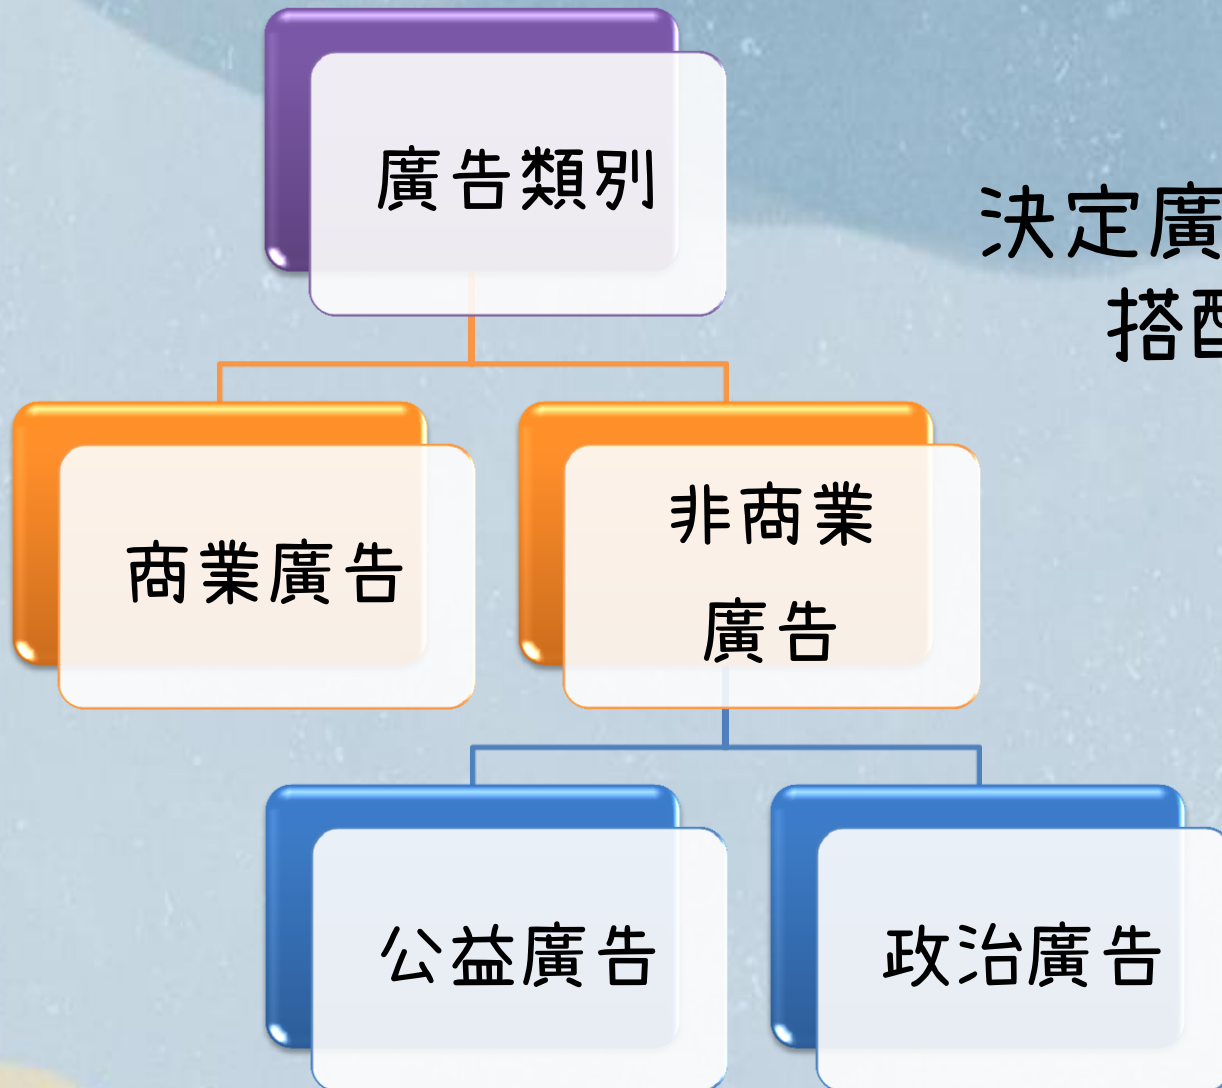 廣告類別
決定廣
搭配
商業廣告
非商業
廣告
公益廣告
政治廣告